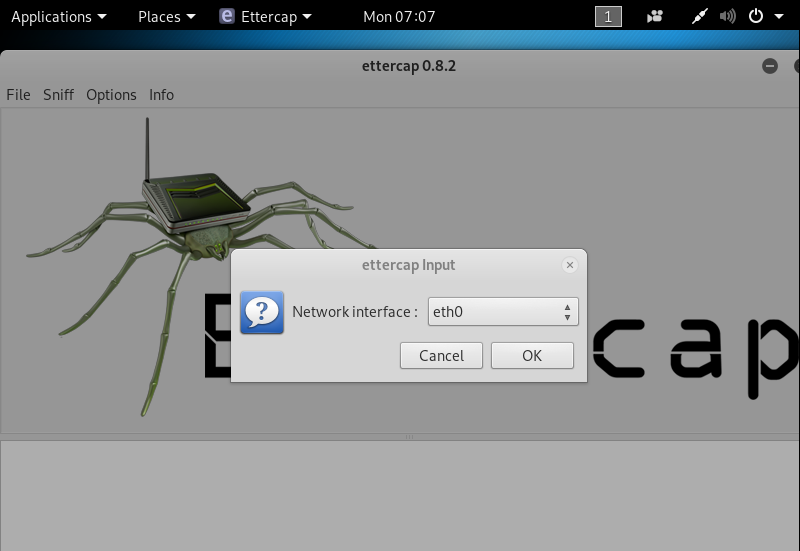 Applications Places Ettercap Mon 07:07 1
ettercap 0.8.2
File Sniff Options Info
ettercap Input
Network interface : eth0
Cancel OK
cap